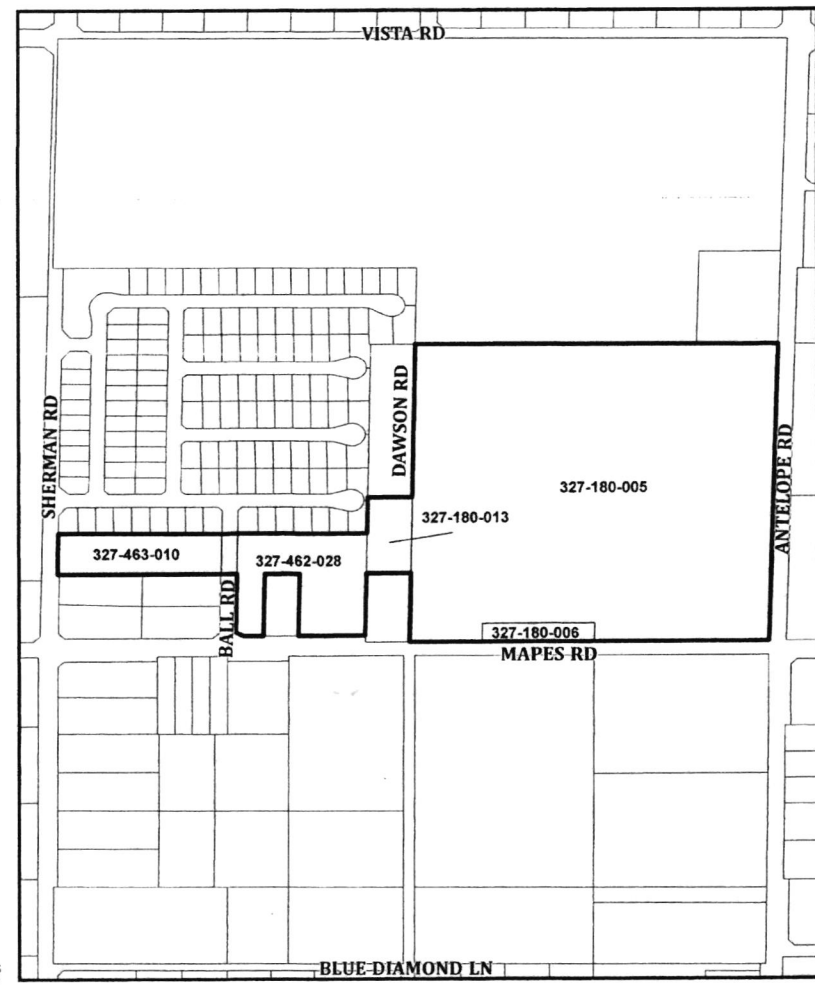 VISTA RD
DAWSON RD
SHERMAN RD
ANTELOPE RD
327-180-005
327-180-013
327-463-010
327-462-028
BALL RD
327-180-006
MAPES RD
BLUE DIAMOND LN